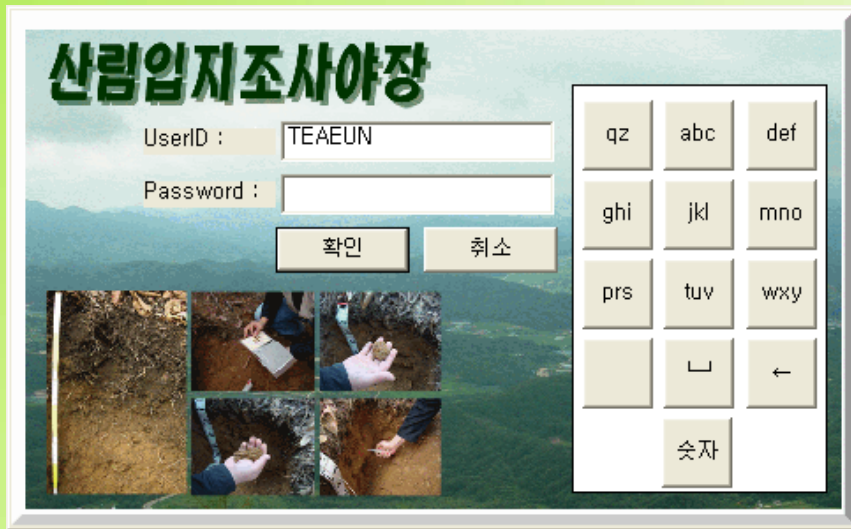 산림입지조사야장
UserID : TEAEUN
Password :
확인 취소
qz abc def
ghi jkl mno
prs tuv wxy
␣ ←
숫자